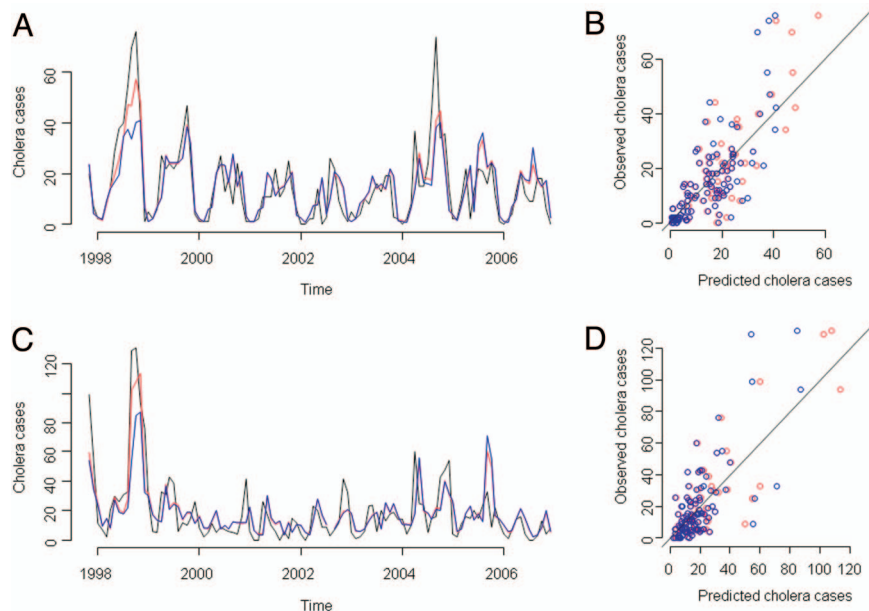 A
Cholera cases
0 20 40 60
1998 2000 2002 2004 2006
Time
B
Observed cholera cases
0 20 40 60
0 20 40 60
Predicted cholera cases
C
Cholera cases
0 20 40 60 80 120
1998 2000 2002 2004 2006
Time
D
Observed cholera cases
0 20 40 60 80 100 120
0 20 40 60 80 100 120
Predicted cholera cases